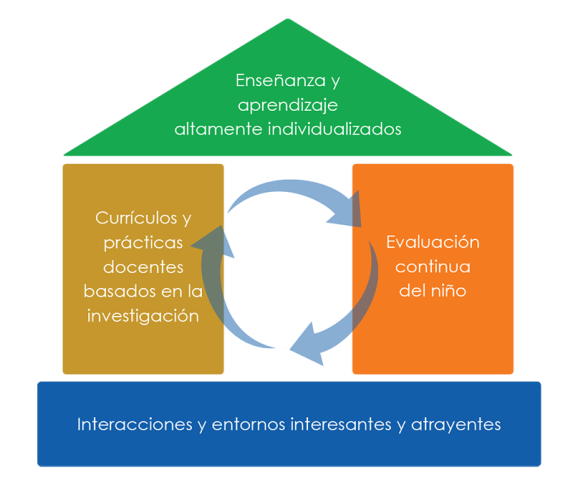 Enseñanza y
aprendizaje
altamente individualizados
Currículos y
prácticas
docentes
basados en la
investigación
Evaluación
continua
del niño
Interacciones y entornos interesantes y atrayentes